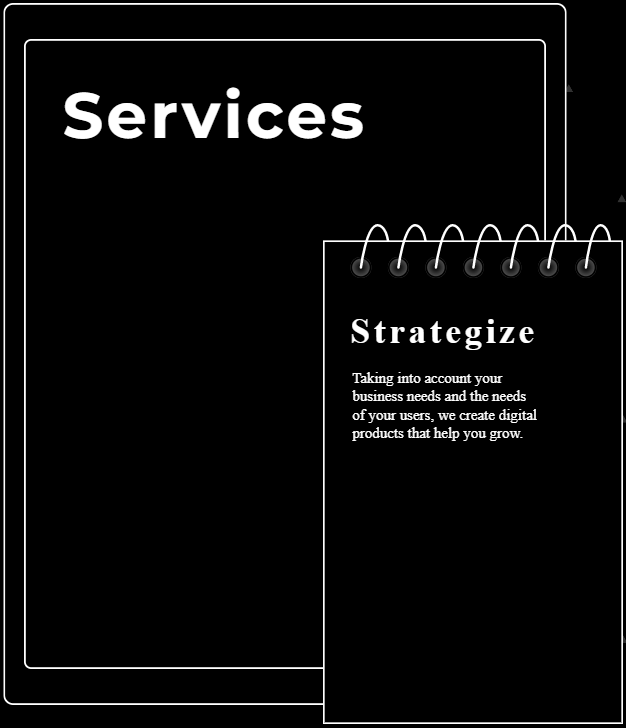 Services
Strategize
Taking into account your
business needs and the needs
of your users, we create digital
products that help you grow.